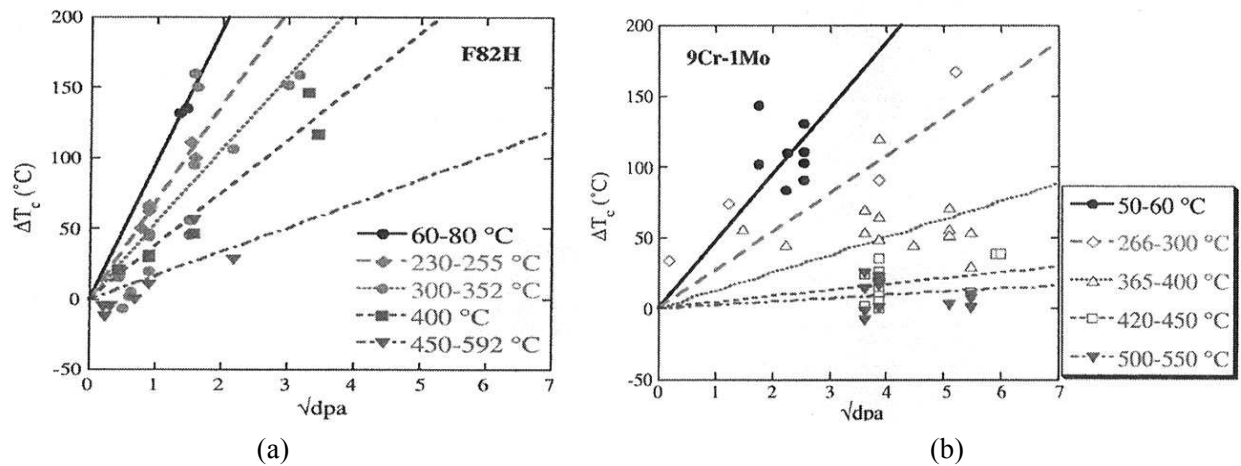 200
150
100
50
0
-50
ΔTc (°C)
F82H
60-80 °C
230-255 °C
300-352 °C
400 °C
450-592 °C
0 1 2 3 4 5 6 7
√dpa
(a)
200
150
100
50
0
-50
ΔTc (°C)
9Cr-1Mo
0 1 2 3 4 5 6 7
√dpa
50-60 °C
266-300 °C
365-400 °C
420-450 °C
500-550 °C
(b)